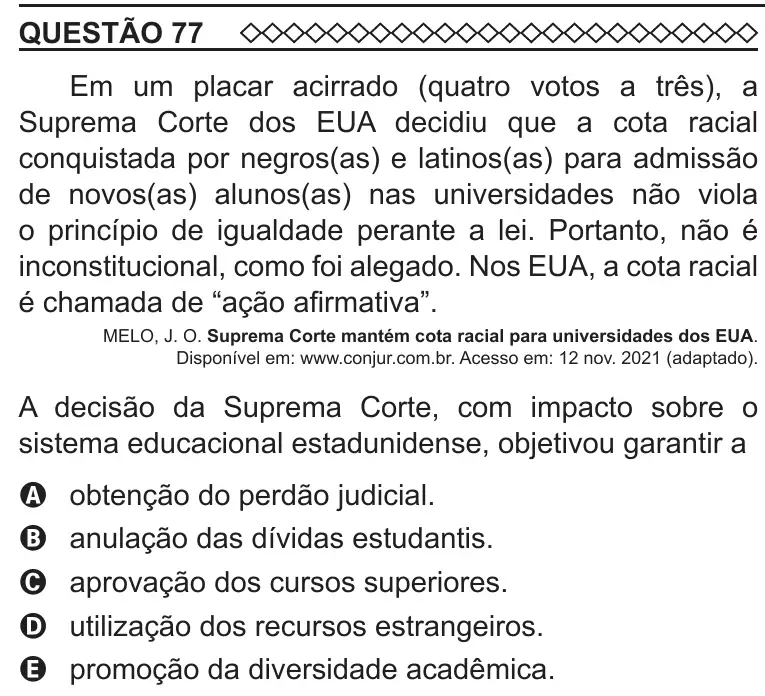 QUESTÃO 77
Em um placar acirrado (quatro votos a três), a
Suprema Corte dos EUA decidiu que a cota racial
conquistada por negros(as) e latinos(as) para admissão
de novos(as) alunos(as) nas universidades não viola
o princípio de igualdade perante a lei. Portanto, não é
inconstitucional, como foi alegado. Nos EUA, a cota racial
é chamada de “ação afirmativa”.
MELO, J. O. Suprema Corte mantém cota racial para universidades dos EUA.
Disponível em: www.conjur.com.br. Acesso em: 12 nov. 2021 (adaptado).
A decisão da Suprema Corte, com impacto sobre o
sistema educacional estadunidense, objetivou garantir a
A obtenção do perdão judicial.
B anulação das dívidas estudantis.
C aprovação dos cursos superiores.
D utilização dos recursos estrangeiros.
E promoção da diversidade acadêmica.